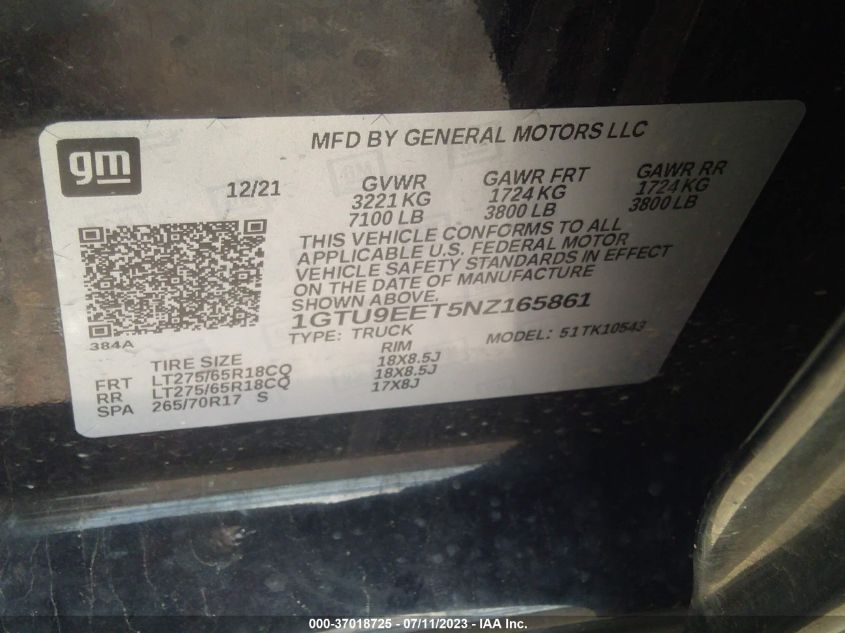 MFD BY GENERAL MOTORS LLC
gm
12/21 GVWR GAWR FRT GAWR RR
3221 KG 1724 KG 1724 KG
7100 LB 3800 LB 3800 LB
THIS VEHICLE CONFORMS TO ALL
APPLICABLE U.S. FEDERAL MOTOR
VEHICLE SAFETY STANDARDS IN EFFECT
ON THE DATE OF MANUFACTURE
SHOWN ABOVE.
1GTU9EET5NZ165861
TYPE: TRUCK MODEL: 51TK10543
384A
TIRE SIZE RIM
FRT LT275/65R18CQ 18X8.5J
RR LT275/65R18CQ 18X8.5J
SPA 265/70R17 S 17X8J
000-37018725 - 07/11/2023 - IAA Inc.